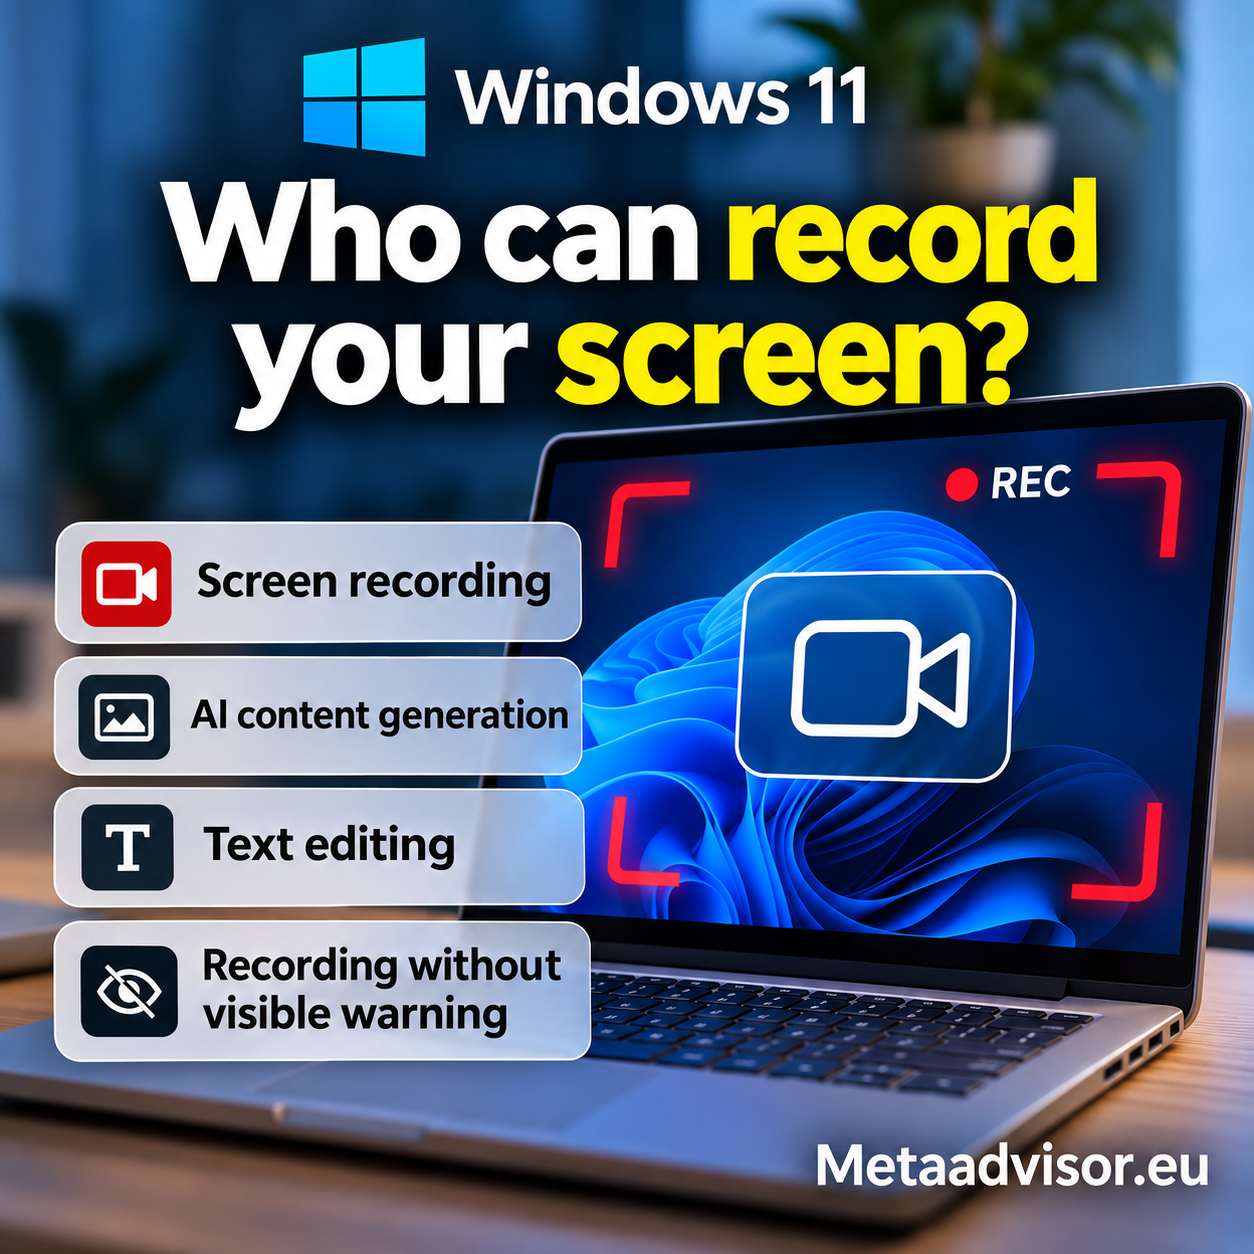 Windows 11
Who can record
your screen?
REC
Screen recording
AI content generation
T
Text editing
Recording without
visible warning
Metaadvisor.eu